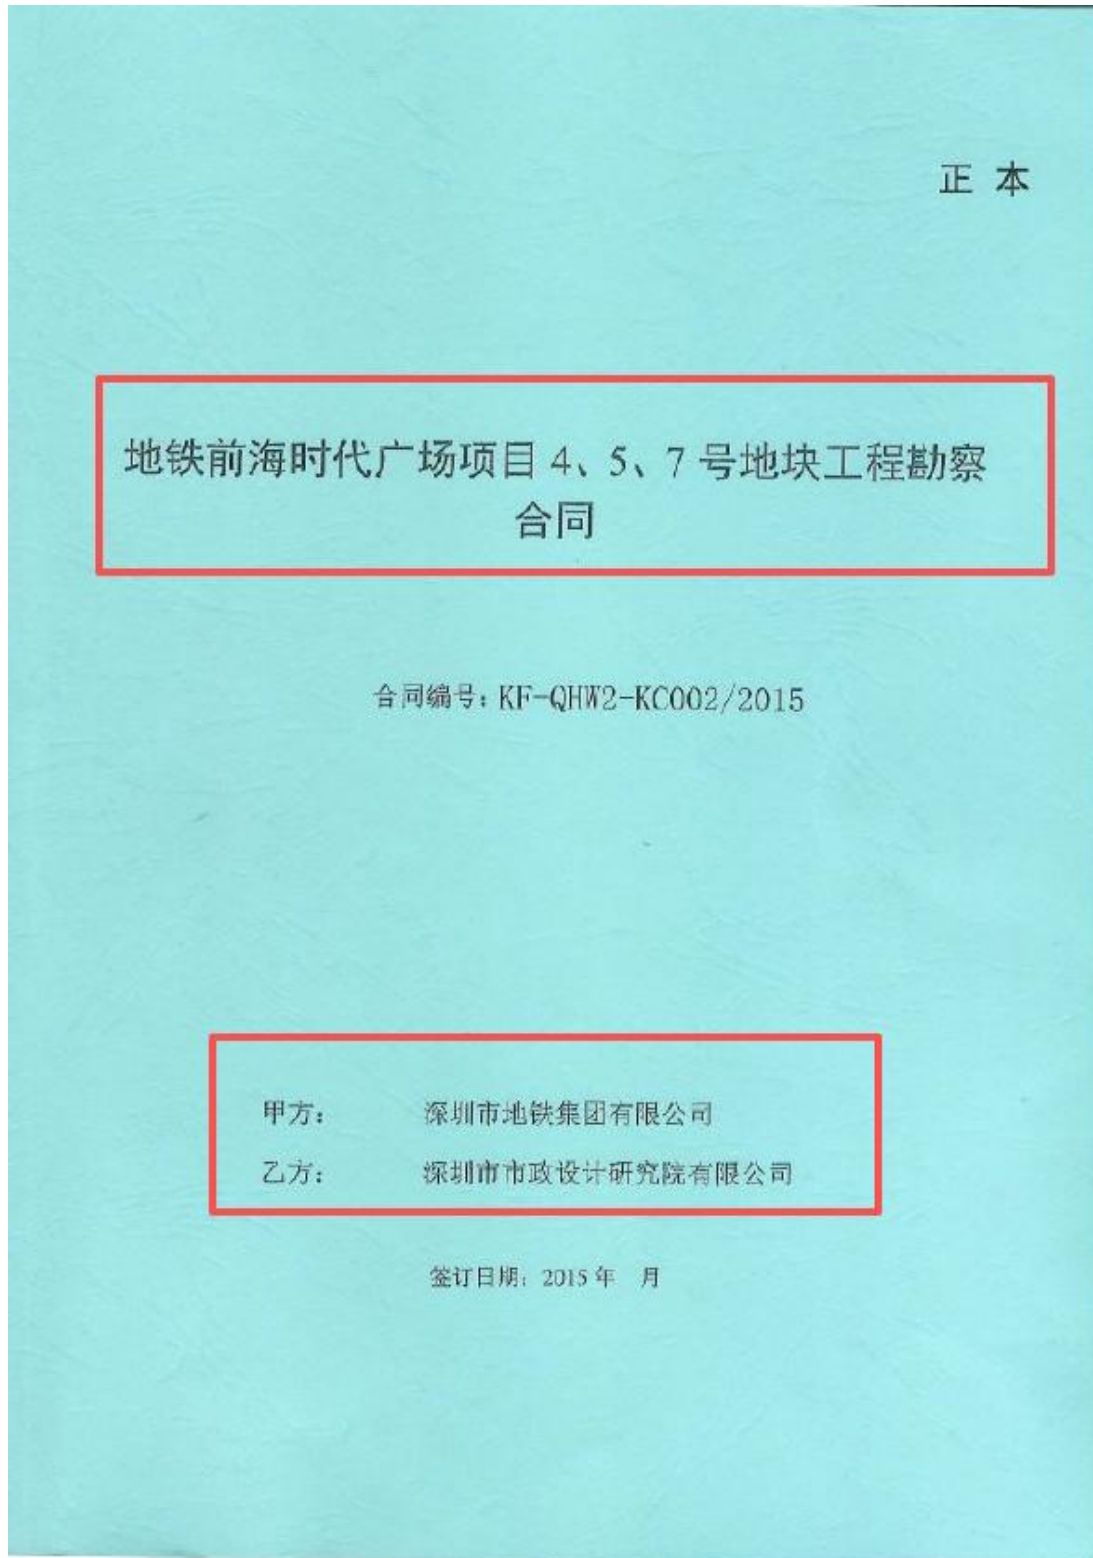 正 本
地铁前海时代广场项目 4、5、7 号地块工程勘察
合同
合同编号：KF-QHW2-KC002/2015
甲方： 深圳市地铁集团有限公司
乙方： 深圳市市政设计研究院有限公司
签订日期：2015 年 月